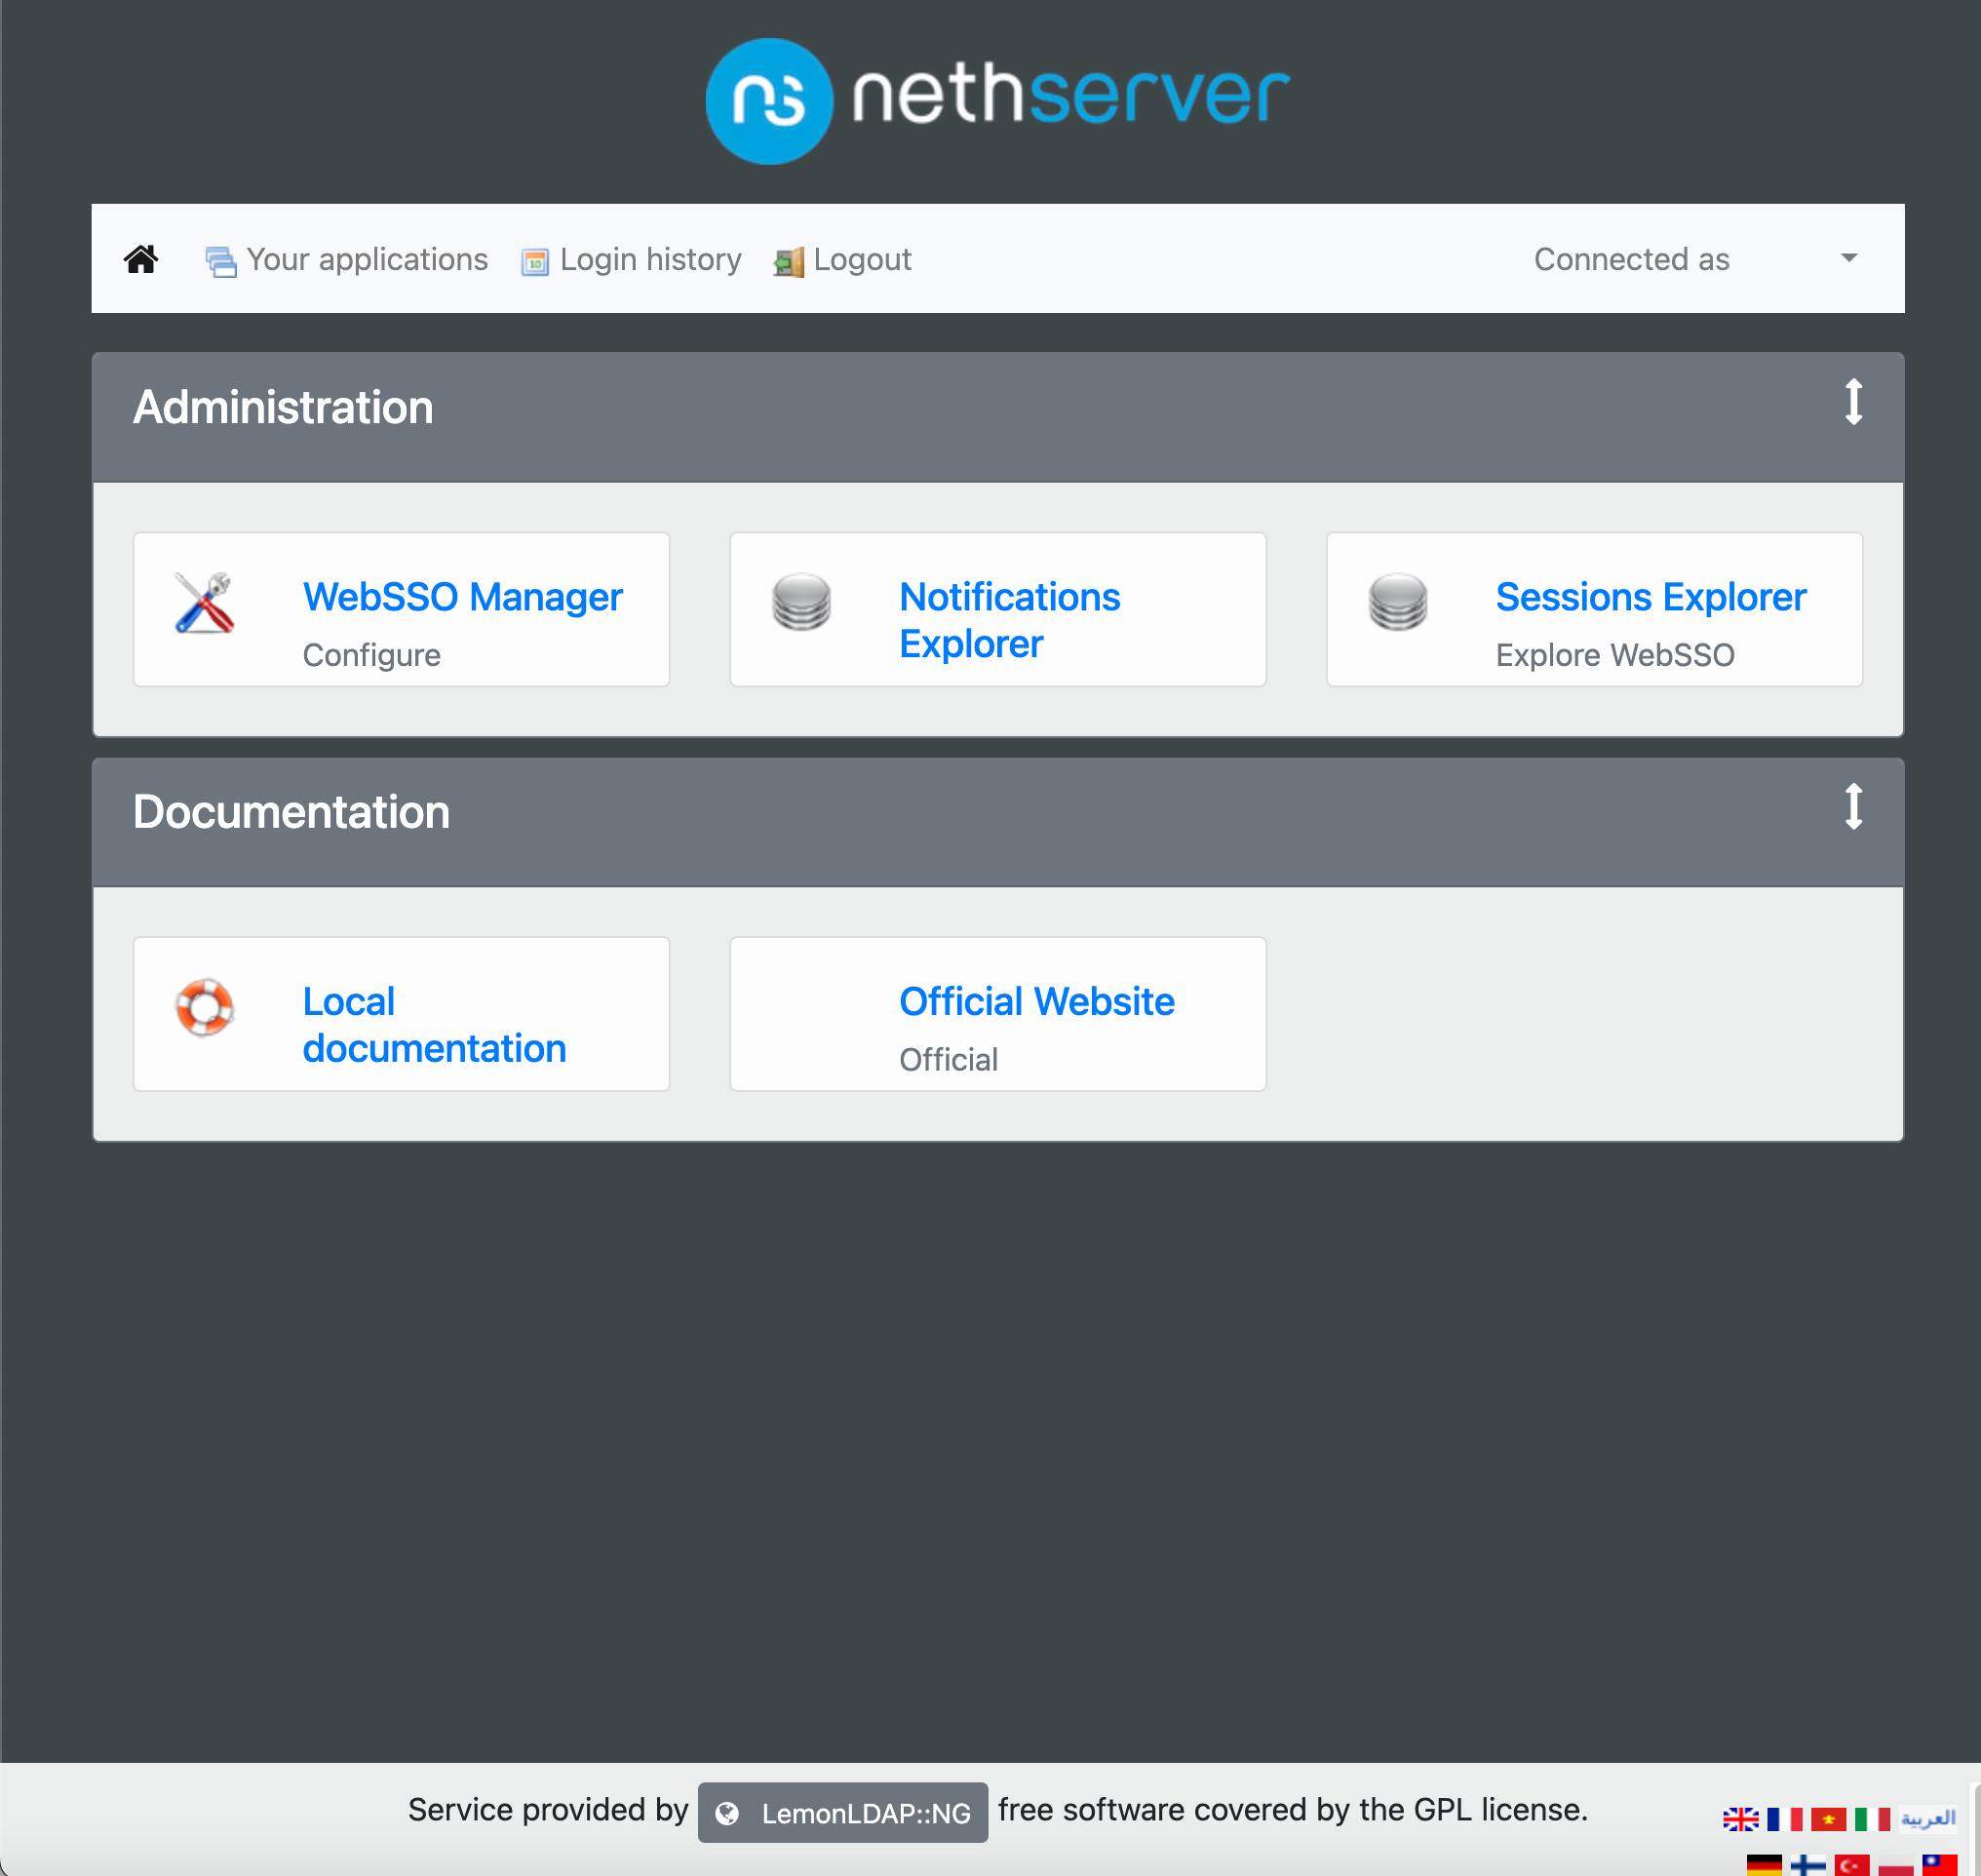 ns nethserver
Your applications Login history Logout Connected as
Administration
WebSSO Manager
Configure
Notifications
Explorer
Sessions Explorer
Explore WebSSO
Documentation
Local
documentation
Official Website
Official
Service provided by LemonLDAP::NG free software covered by the GPL license.
العربية